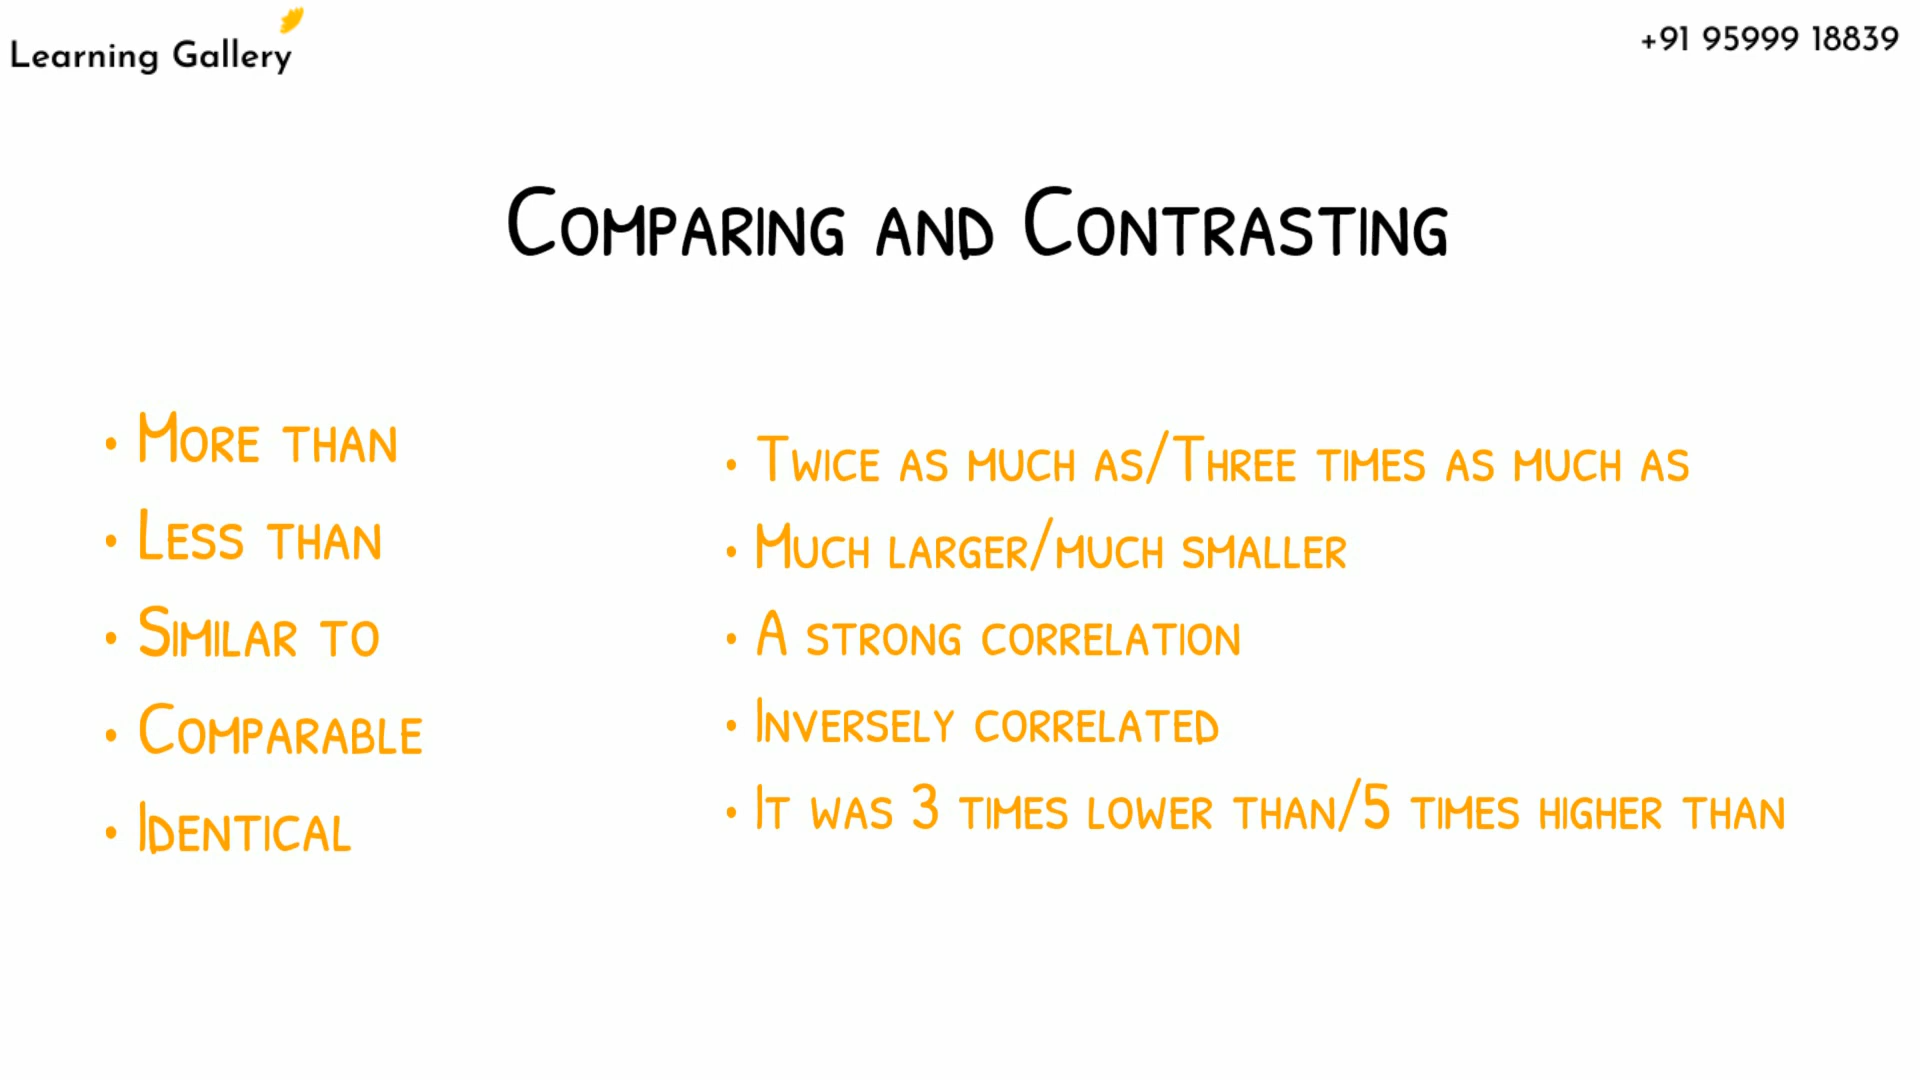 Learning Gallery
+91 95999 18839
Comparing and Contrasting
• More than
• Less than
• Similar to
• Comparable
• Identical
• Twice as much as/Three times as much as
• Much larger/much smaller
• A strong correlation
• Inversely correlated
• It was 3 times lower than/5 times higher than